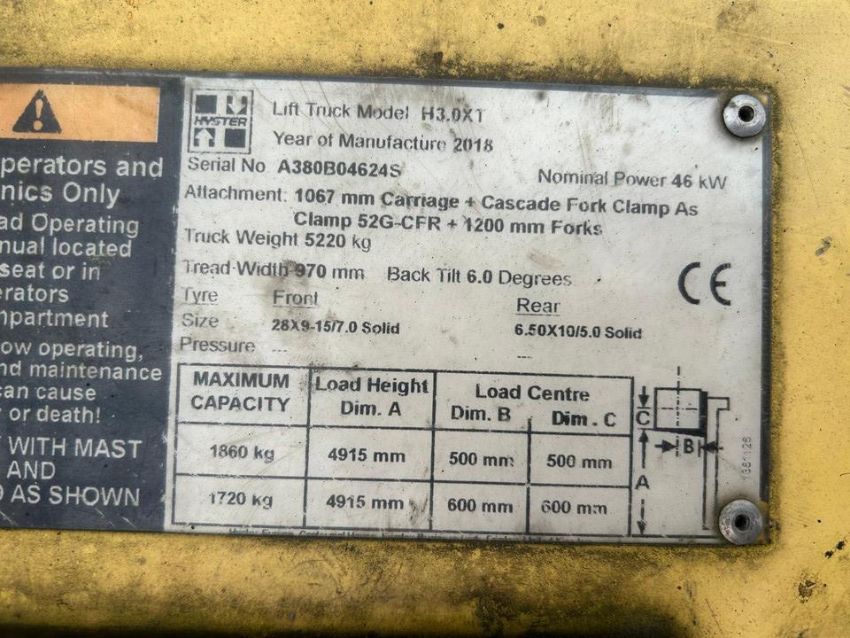 perators and
nics Only
ad Operating
nual located
seat or in
erators
mpartment
ow operating,
nd maintenance
can cause
y or death!
WITH MAST
AND
D AS SHOWN
HYSTER
Lift Truck Model H3.0XT
Year of Manufacture 2018
Serial No A380B04624S Nominal Power 46 kW
Attachment: 1067 mm Carriage + Cascade Fork Clamp As
Clamp 52G-CFR + 1200 mm Forks
Truck Weight 5220 kg
Tread Width 970 mm Back Tilt 6.0 Degrees
CE
Tyre Front Rear
Size 28X9-15/7.0 Solid 6.50X10/5.0 Solid
Pressure --- ---
MAXIMUM CAPACITY Load Height Dim. A Load Centre Dim. B Dim. C
1860 kg 4915 mm 500 mm 500 mm
1720 kg 4915 mm 600 mm 600 mm
C
B
A